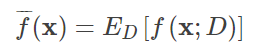 f̅(𝐱) = E_D [f (𝐱; D)]